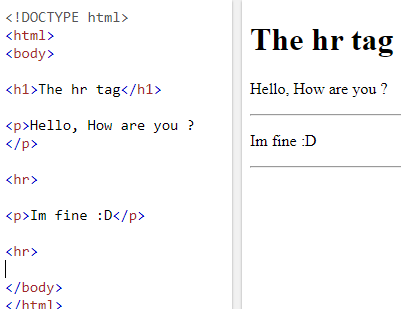 <!DOCTYPE html>
<html>
<body>
<h1>The hr tag</h1>
<p>Hello, How are you ?
</p>
<hr>
<p>Im fine :D</p>
<hr>
</body>
</html>
The hr tag
Hello, How are you ?
Im fine :D